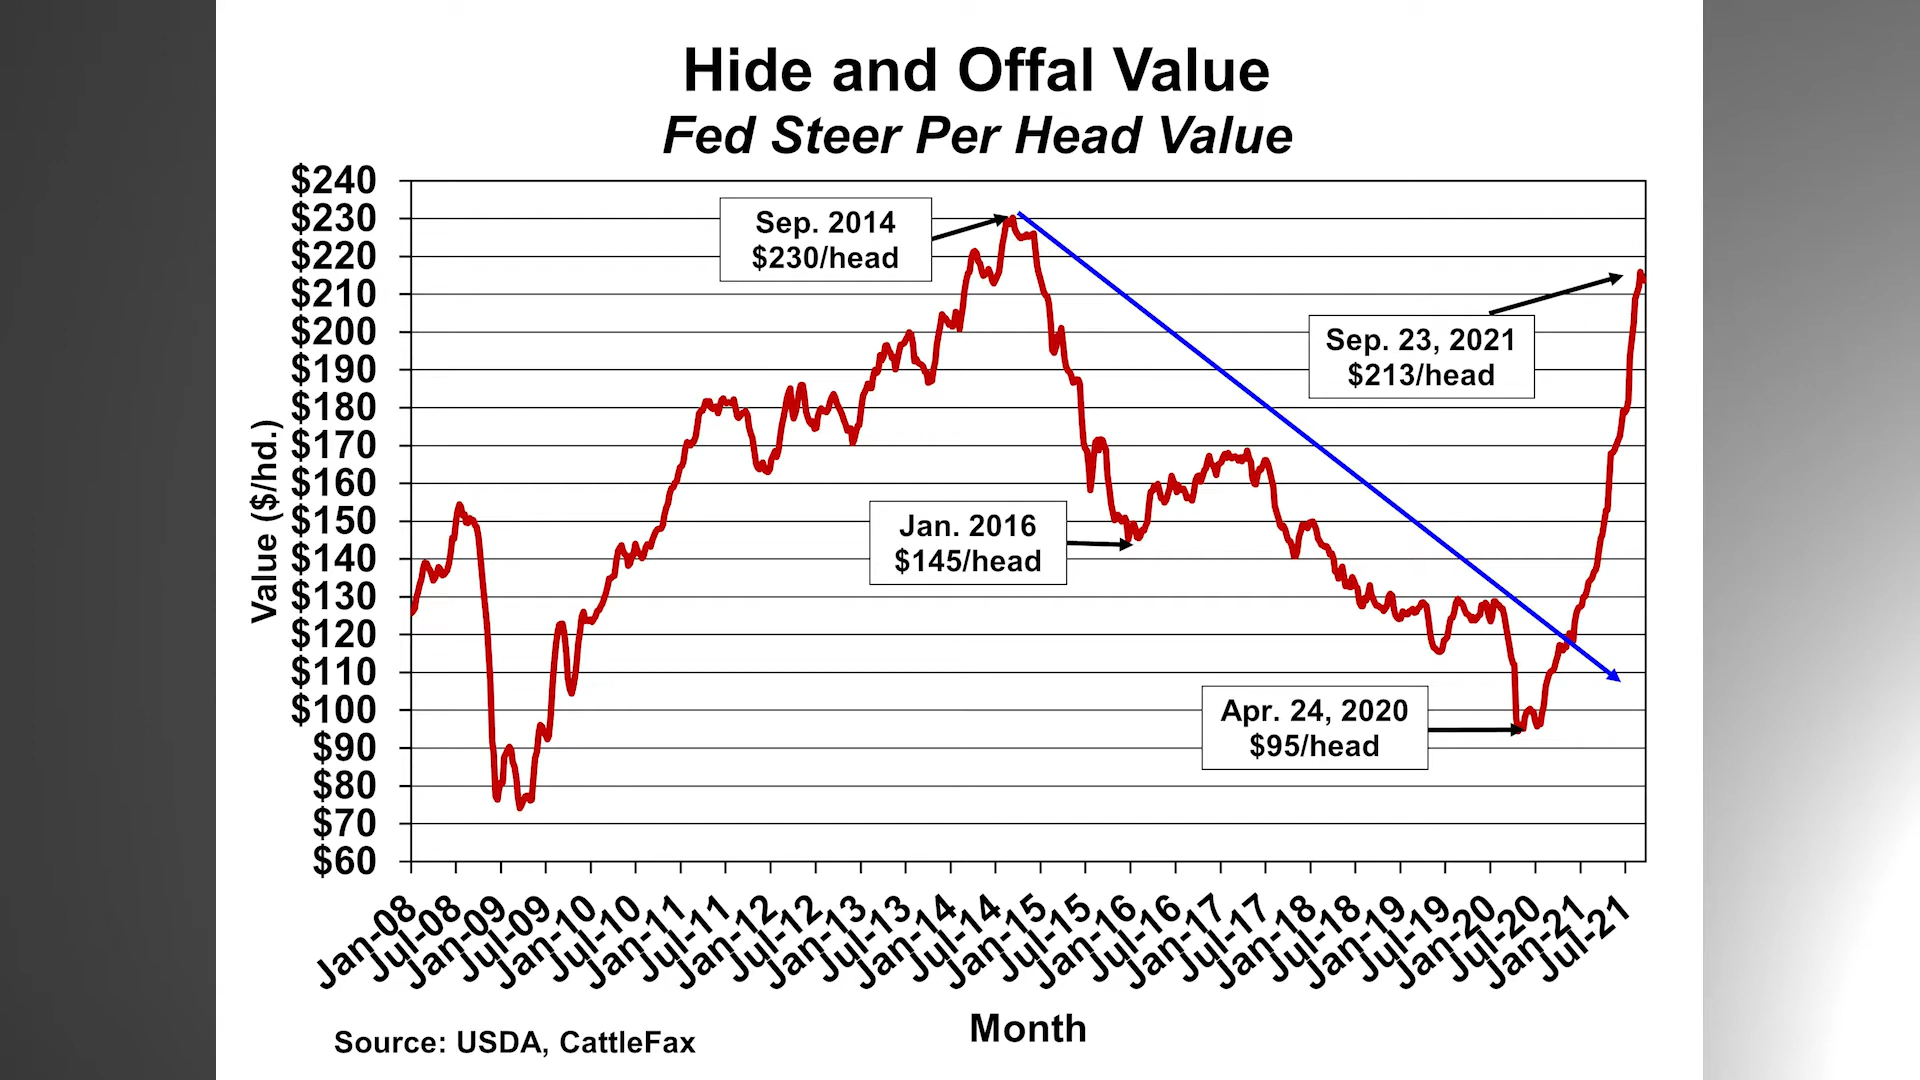 Hide and Offal Value
Fed Steer Per Head Value
$240
$230
$220
$210
$200
$190
$180
$170
$160
$150
$140
$130
$120
$110
$100
$90
$80
$70
$60
Value ($/hd.)
Sep. 2014
$230/head
Sep. 23, 2021
$213/head
Jan. 2016
$145/head
Apr. 24, 2020
$95/head
Jan-08
Jul-08
Jan-09
Jul-09
Jan-10
Jul-10
Jan-11
Jul-11
Jan-12
Jul-12
Jan-13
Jul-13
Jan-14
Jul-14
Jan-15
Jul-15
Jan-16
Jul-16
Jan-17
Jul-17
Jan-18
Jul-18
Jan-19
Jul-19
Jan-20
Jul-20
Jan-21
Jul-21
Month
Source: USDA, CattleFax